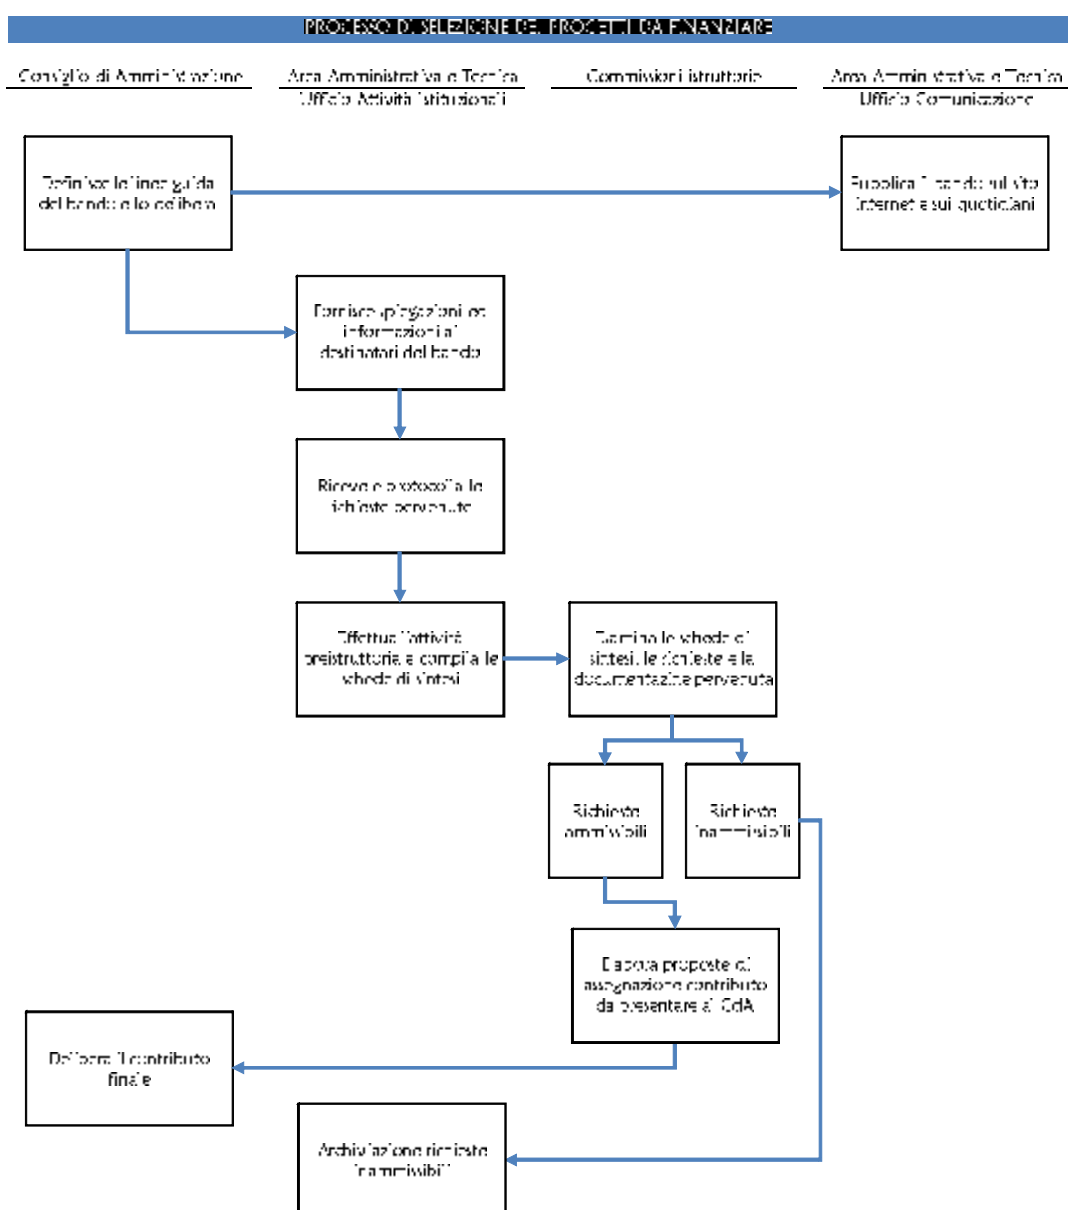 PROCESSO DI SELEZIONE DEI PROGETTI DA FINANZIARE
Consiglio di Amministrazione
Area Amministrativa e Tecnica
Ufficio Attività Istituzionali
Commissioni istruttorie
Area Amministrativa e Tecnica
Ufficio Comunicazione
Definisce le linee guida
del bando e lo delibera
Pubblica il bando sul sito
Internet e sui quotidiani
Fornisce spiegazioni ed
informazioni ai
destinatari del bando
Riceve e protocolla le
richieste pervenute
Effettua l'attività
preistruttoria e compila le
schede di sintesi
Esamina le schede di
sintesi, le richieste e la
documentazine pervenuta
Richieste
ammissibili
Richieste
inammissibili
Elabora proposte di
assegnazione contributo
da presentare al CdA
Delibera il contributo
finale
Archiviazione richieste
inammissibili